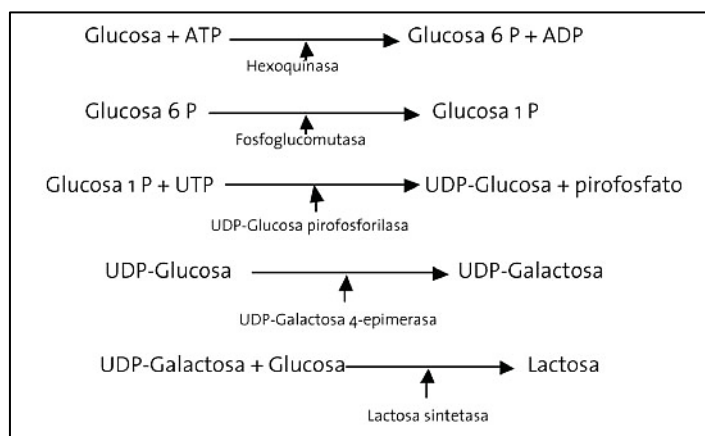 Glucosa + ATP Glucosa 6 P + ADP
Hexoquinasa
Glucosa 6 P Glucosa 1 P
Fosfoglucomutasa
Glucosa 1 P + UTP UDP-Glucosa + pirofosfato
UDP-Glucosa pirofosforilasa
UDP-Glucosa UDP-Galactosa
UDP-Galactosa 4-epimerasa
UDP-Galactosa + Glucosa Lactosa
Lactosa sintetasa